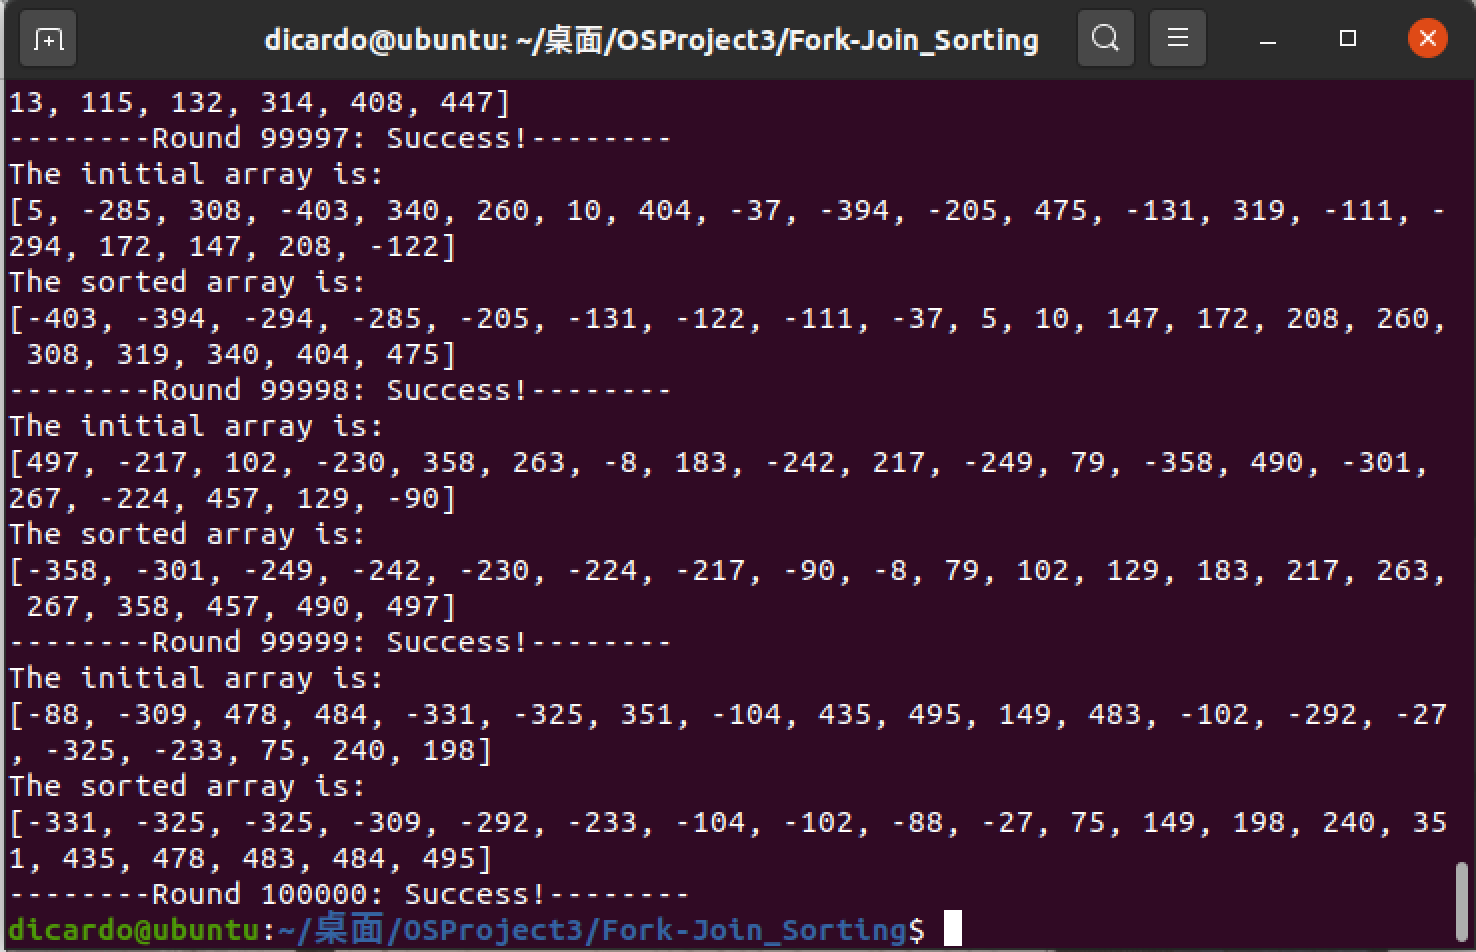 dicardo@ubuntu: ~/桌面/OSProject3/Fork-Join_Sorting
13, 115, 132, 314, 408, 447]
--------Round 99997: Success!--------
The initial array is:
[5, -285, 308, -403, 340, 260, 10, 404, -37, -394, -205, 475, -131, 319, -111, -
294, 172, 147, 208, -122]
The sorted array is:
[-403, -394, -294, -285, -205, -131, -122, -111, -37, 5, 10, 147, 172, 208, 260,
 308, 319, 340, 404, 475]
--------Round 99998: Success!--------
The initial array is:
[497, -217, 102, -230, 358, 263, -8, 183, -242, 217, -249, 79, -358, 490, -301,
267, -224, 457, 129, -90]
The sorted array is:
[-358, -301, -249, -242, -230, -224, -217, -90, -8, 79, 102, 129, 183, 217, 263,
 267, 358, 457, 490, 497]
--------Round 99999: Success!--------
The initial array is:
[-88, -309, 478, 484, -331, -325, 351, -104, 435, 495, 149, 483, -102, -292, -27
, -325, -233, 75, 240, 198]
The sorted array is:
[-331, -325, -325, -309, -292, -233, -104, -102, -88, -27, 75, 149, 198, 240, 35
1, 435, 478, 483, 484, 495]
--------Round 100000: Success!--------
dicardo@ubuntu:~/桌面/OSProject3/Fork-Join_Sorting$